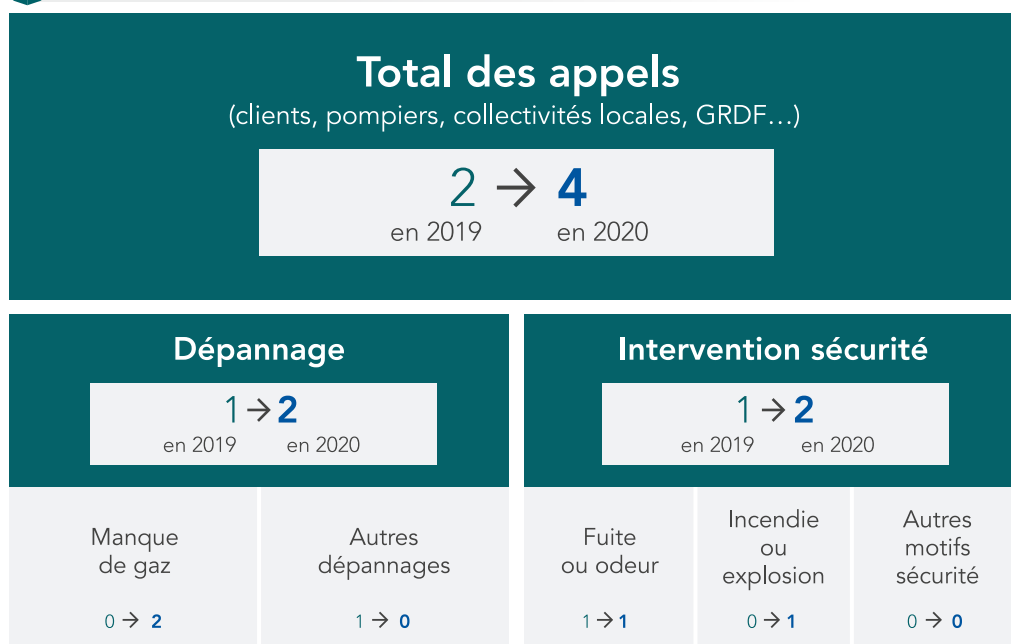 Total des appels
(clients, pompiers, collectivités locales, GRDF…)
2 → 4
en 2019 en 2020
Dépannage
1 → 2
en 2019 en 2020
Intervention sécurité
1 → 2
en 2019 en 2020
Manque
de gaz
0 → 2
Autres
dépannages
1 → 0
Fuite
ou odeur
1 → 1
Incendie
ou
explosion
0 → 1
Autres
motifs
sécurité
0 → 0